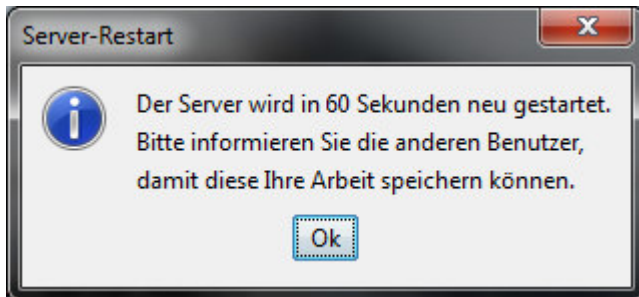 Server-Restart
Der Server wird in 60 Sekunden neu gestartet.
Bitte informieren Sie die anderen Benutzer,
damit diese Ihre Arbeit speichern können.
Ok